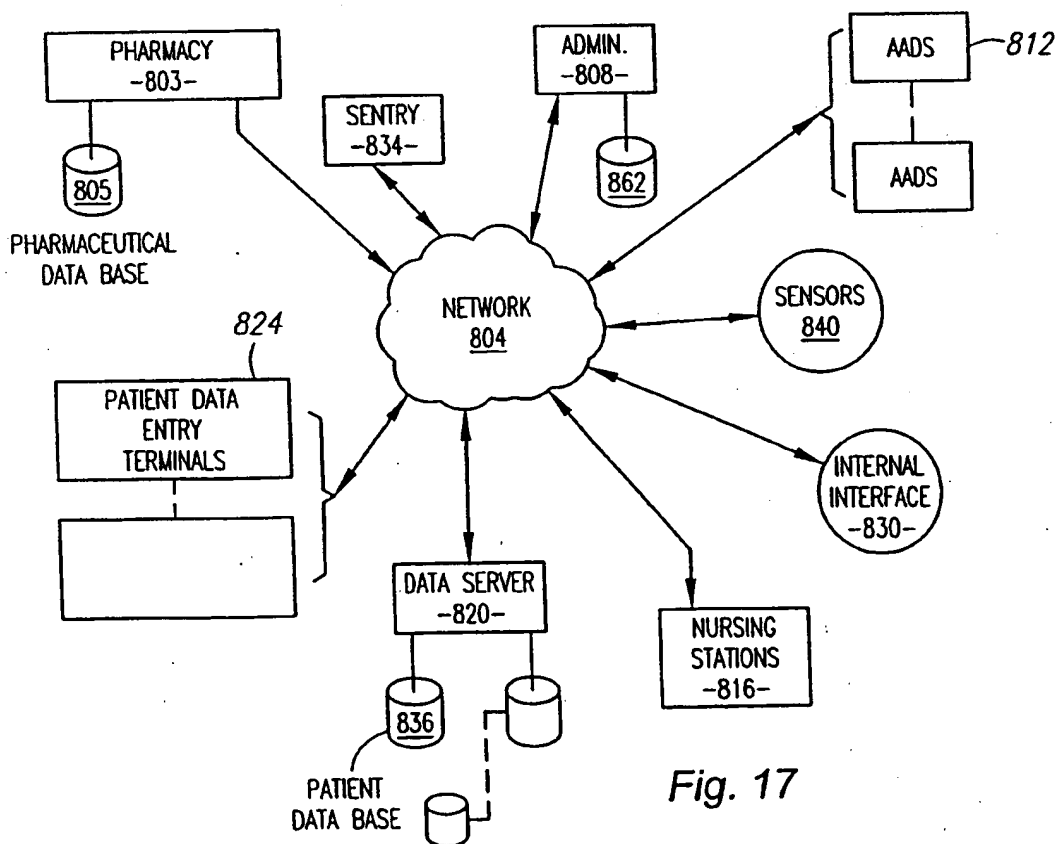 PHARMACY
-803-
805
PHARMACEUTICAL
DATA BASE
SENTRY
-834-
ADMIN.
-808-
862
AADS
812
AADS
NETWORK
804
SENSORS
840
824
PATIENT DATA
ENTRY
TERMINALS
INTERNAL
INTERFACE
-830-
DATA SERVER
-820-
NURSING
STATIONS
-816-
836
PATIENT
DATA BASE
Fig. 17